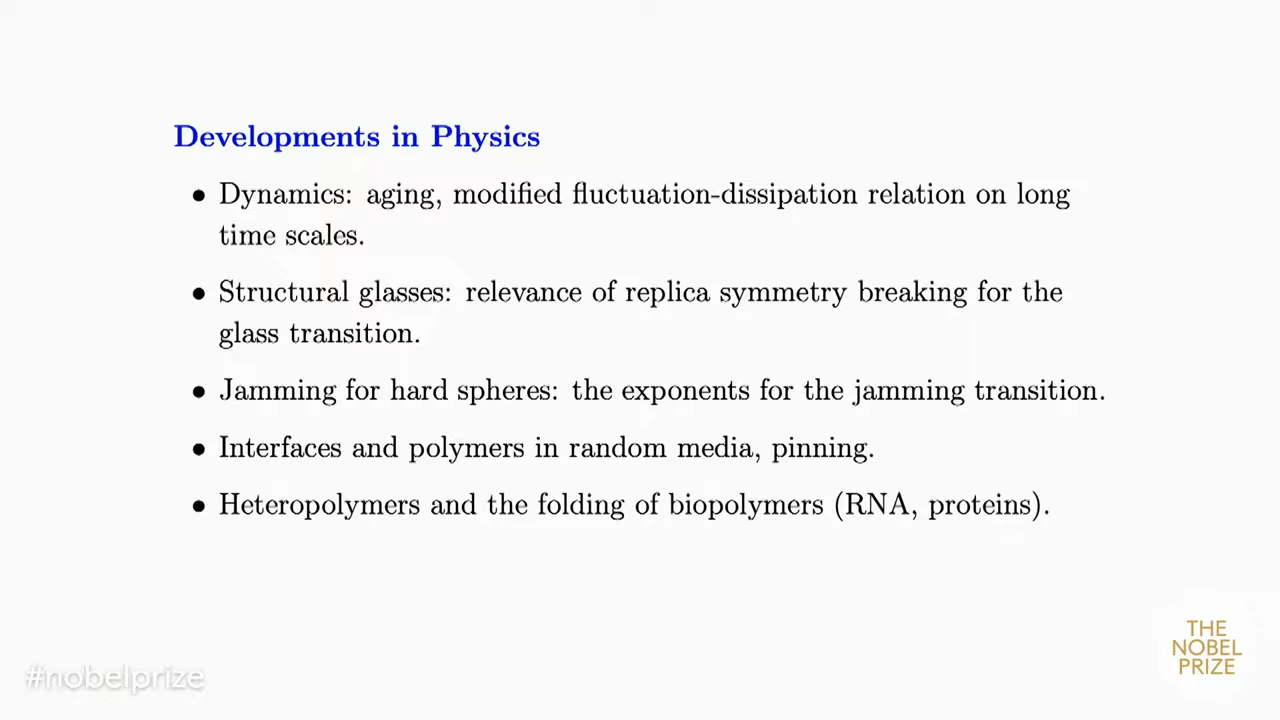 Developments in Physics
• Dynamics: aging, modified fluctuation-dissipation relation on long
time scales.
• Structural glasses: relevance of replica symmetry breaking for the
glass transition.
• Jamming for hard spheres: the exponents for the jamming transition.
• Interfaces and polymers in random media, pinning.
• Heteropolymers and the folding of biopolymers (RNA, proteins).
#nobelprize
THE
NOBEL
PRIZE